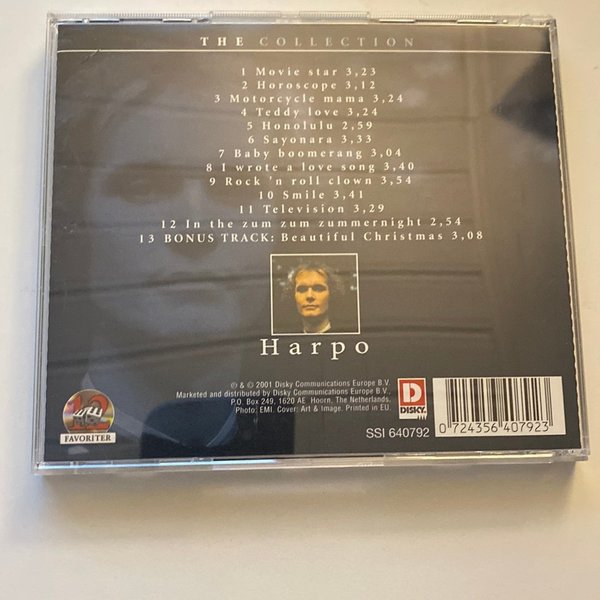 THE COLLECTION
1 Movie star 3,23
2 Horoscope 3,12
3 Motorcycle mama 3,24
4 Teddy love 3,24
5 Honolulu 2,59
6 Sayonara 3,33
7 Baby boomerang 3,04
8 I wrote a love song 3,40
9 Rock 'n roll clown 3,54
10 Smile 3,41
11 Television 3,29
12 In the zum zum zummernight 2,54
13 BONUS TRACK: Beautiful Christmas 3,08
Harpo
℗ & © 2001 Disky Communications Europe B.V.
Marketed and distributed by Disky Communications Europe B.V.
P.O. Box 249, 1620 AE Hoorn, The Netherlands.
Photo: EMI. Cover: Art & Image. Printed in EU.
12
FAVORITER
D
DISKY
SSI 640792
0 724356 407923